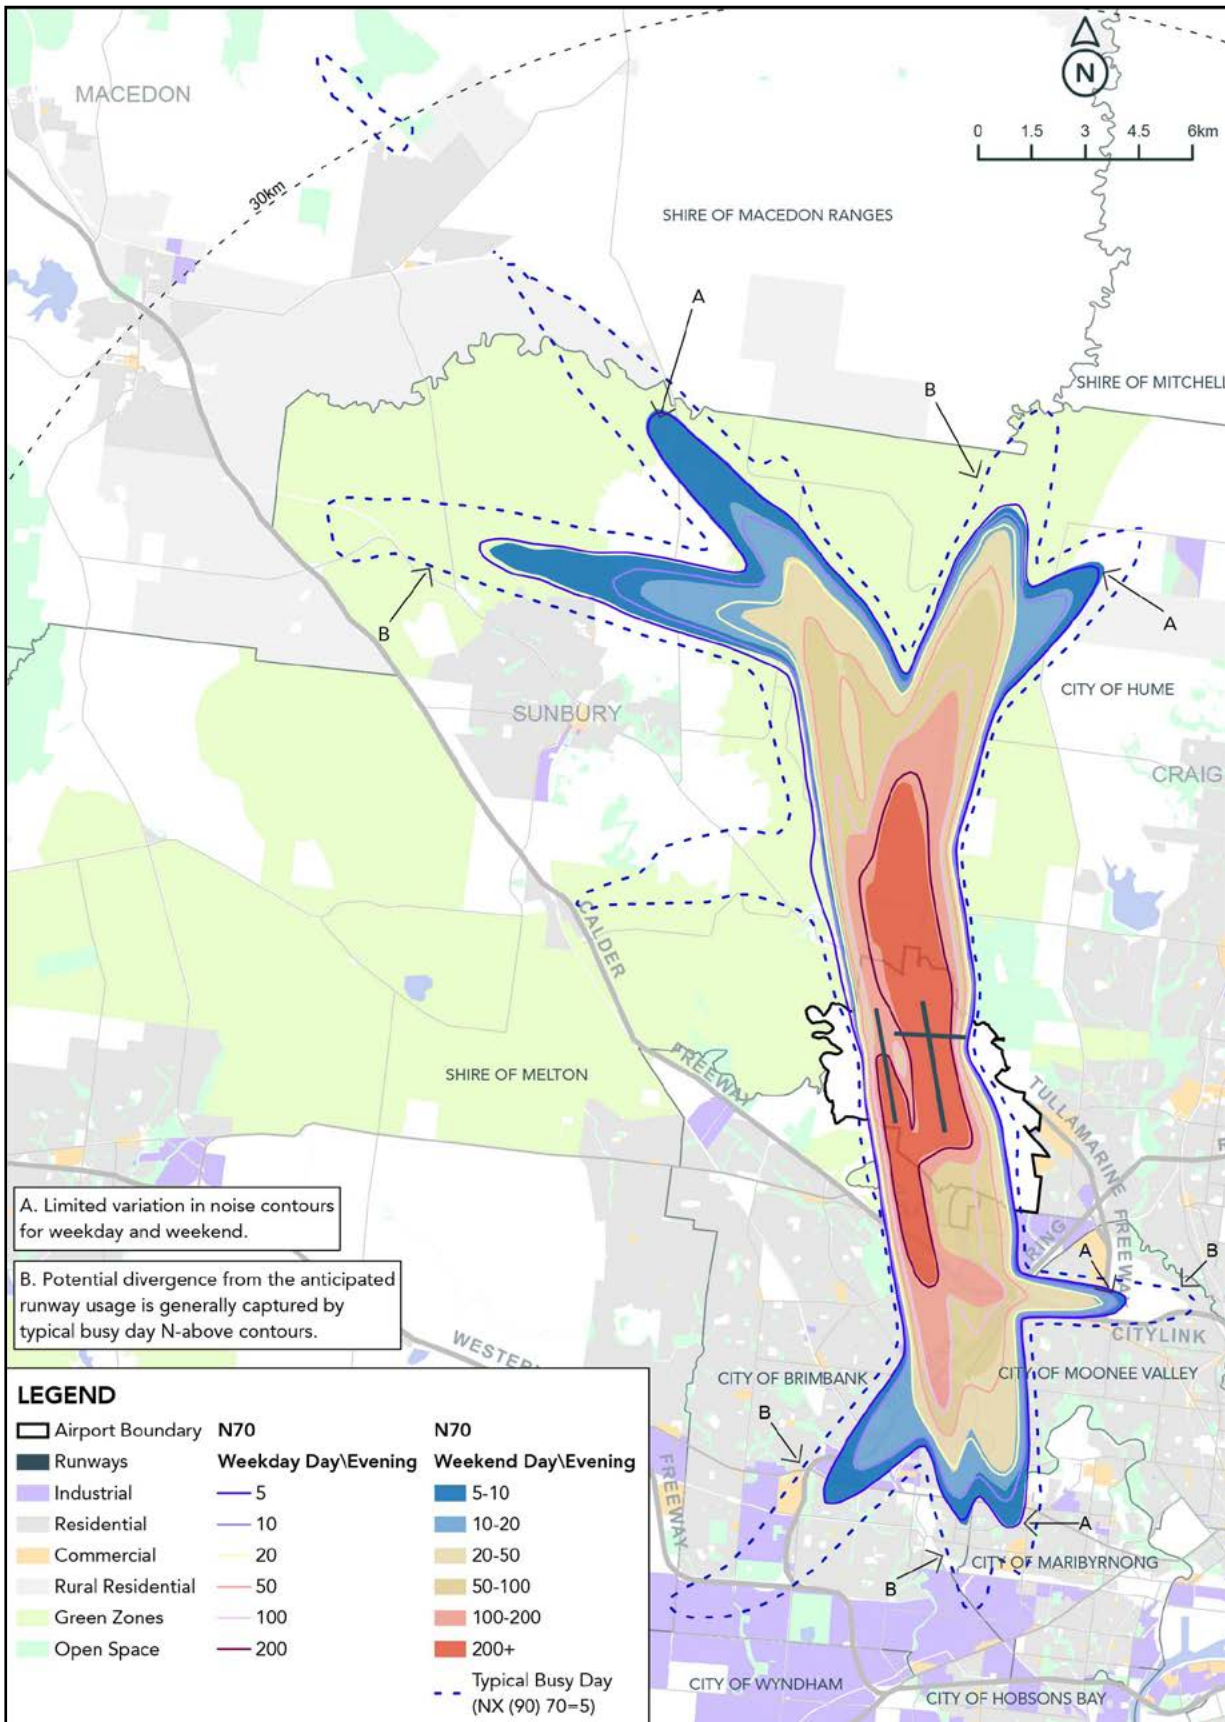 MACEDON
N
0 1.5 3 4.5 6km
30km
SHIRE OF MACEDON RANGES
A
SHIRE OF MITCHELL
B
B
A
CITY OF HUME
SUNBURY
CRAIG
CALDER
FREEWAY
SHIRE OF MELTON
TULLAMARINE FREEWA
RING
A
B
A. Limited variation in noise contours
for weekday and weekend.
B. Potential divergence from the anticipated
runway usage is generally captured by
typical busy day N-above contours.
WESTERN
CITYLINK
CITY OF BRIMBANK
CITY OF MOONEE VALLEY
B
FREEWAY
A
CITY OF MARIBYRNONG
B
CITY OF WYNDHAM
CITY OF HOBSONS BAY
LEGEND
Airport Boundary N70 N70
Runways Weekday Day\Evening Weekend Day\Evening
Industrial 5 5-10
Residential 10 10-20
Commercial 20 20-50
Rural Residential 50 50-100
Green Zones 100 100-200
Open Space 200 200+
Typical Busy Day
(NX (90) 70=5)